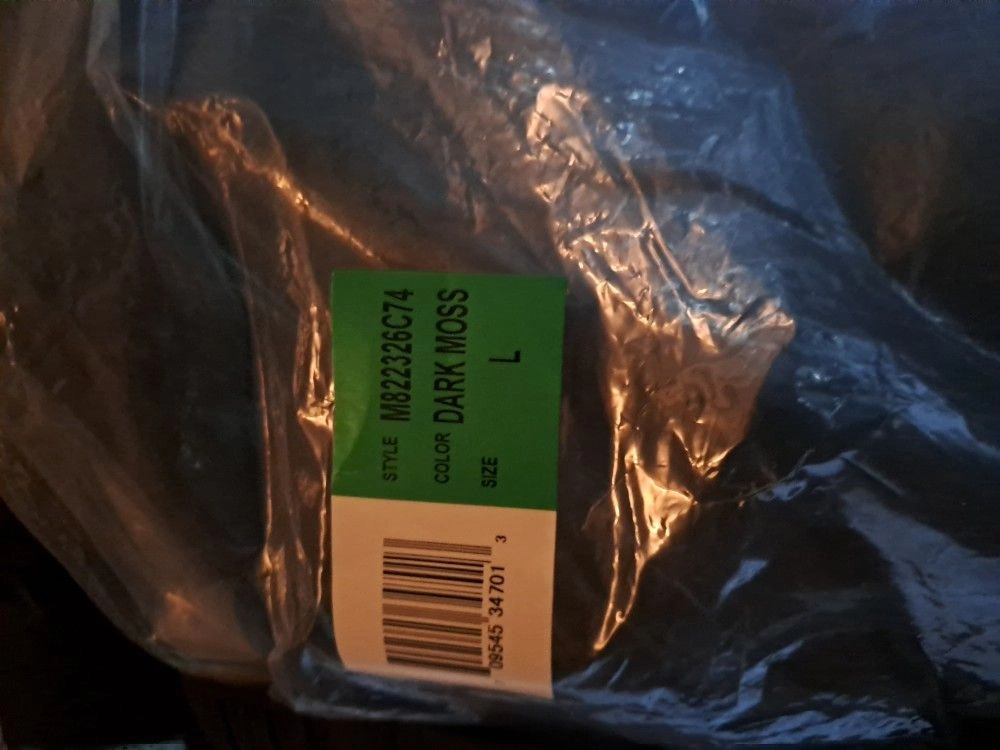 STYLE M822326C74
COLOR DARK MOSS
SIZE L
09545 34701 3